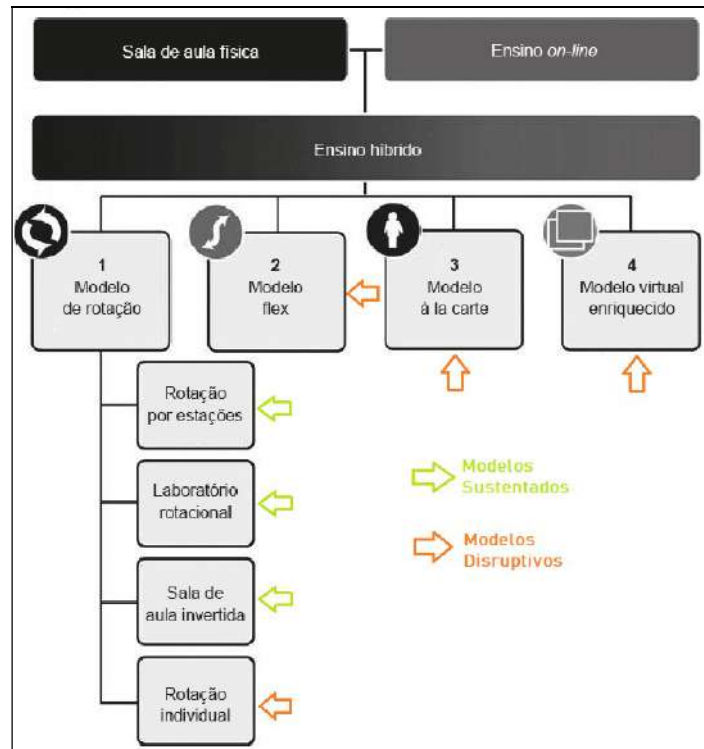 Sala de aula física
Ensino on-line
Ensino híbrido
1
Modelo
de rotação
2
Modelo
flex
3
Modelo
à la carte
4
Modelo virtual
enriquecido
Rotação
por estações
Laboratório
rotacional
Sala de
aula invertida
Rotação
individual
Modelos
Sustentados
Modelos
Disruptivos